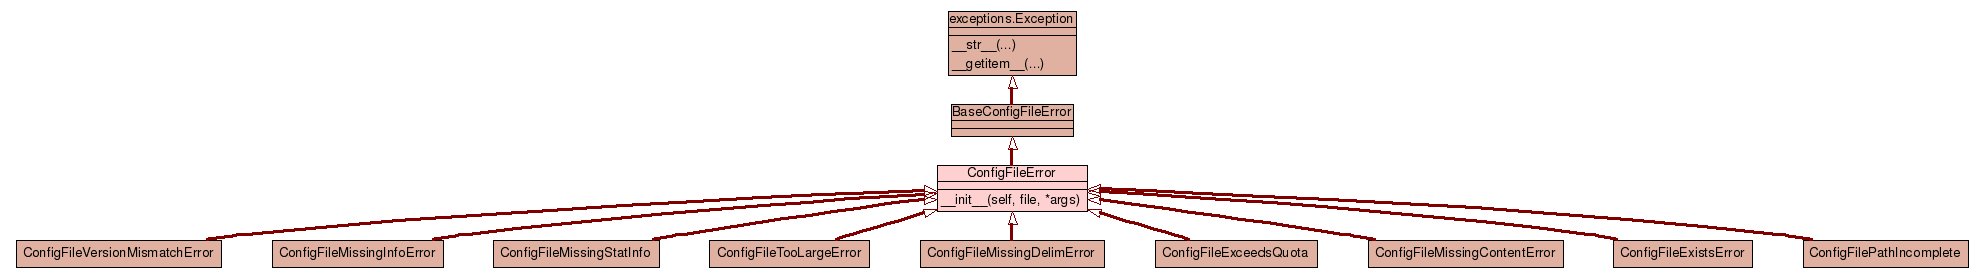 exceptions.Exception
__str__(...)
__getitem__(...)
BaseConfigFileError
ConfigFileError
__init__(self, file, *args)
ConfigFileVersionMismatchError
ConfigFileMissingInfoError
ConfigFileMissingStatInfo
ConfigFileTooLargeError
ConfigFileMissingDelimError
ConfigFileExceedsQuota
ConfigFileMissingContentError
ConfigFileExistsError
ConfigFilePathIncomplete